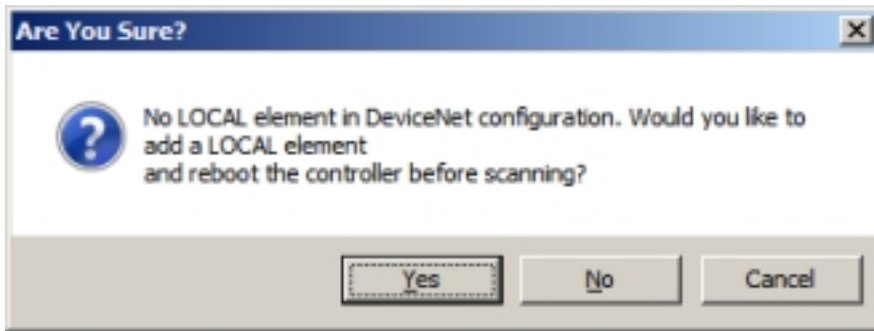 Are You Sure?
No LOCAL element in DeviceNet configuration. Would you like to
add a LOCAL element
and reboot the controller before scanning?
Yes No Cancel